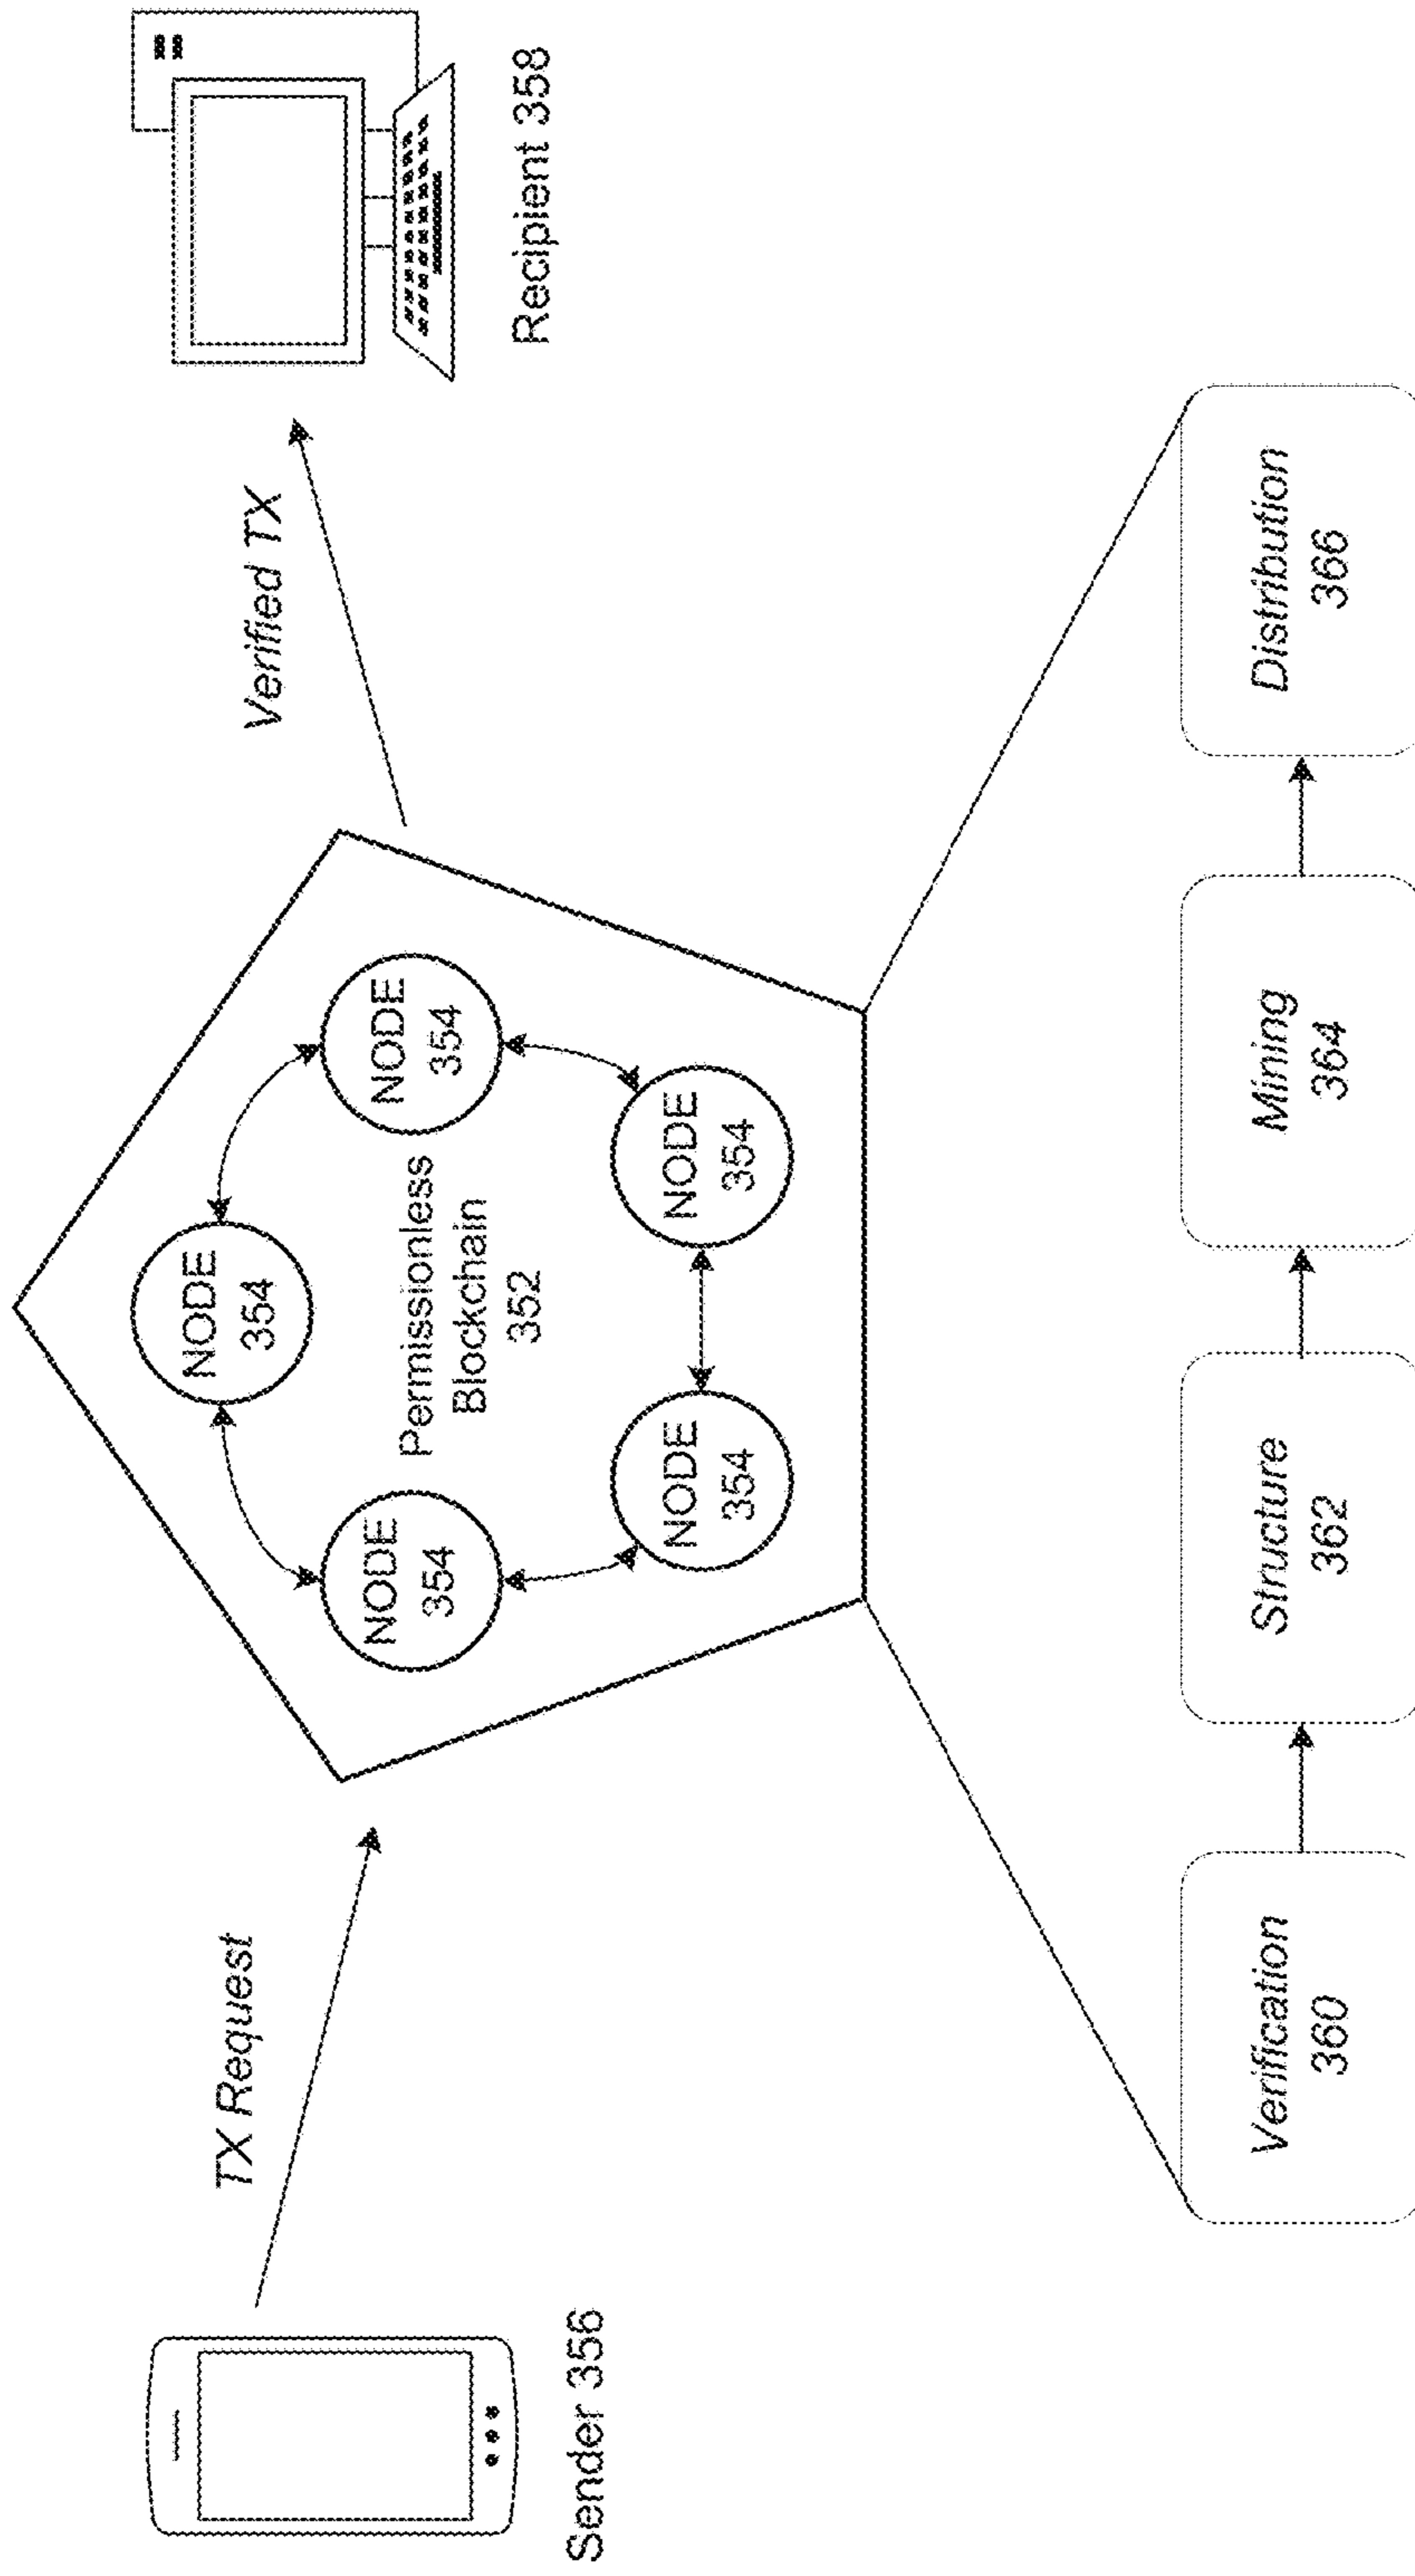 TX Request
Verified TX
Sender 356
Recipient 358
NODE
354
NODE
354
NODE
354
Permissionless
Blockchain
352
NODE
354
NODE
354
Verification
360
Structure
362
Mining
364
Distribution
366